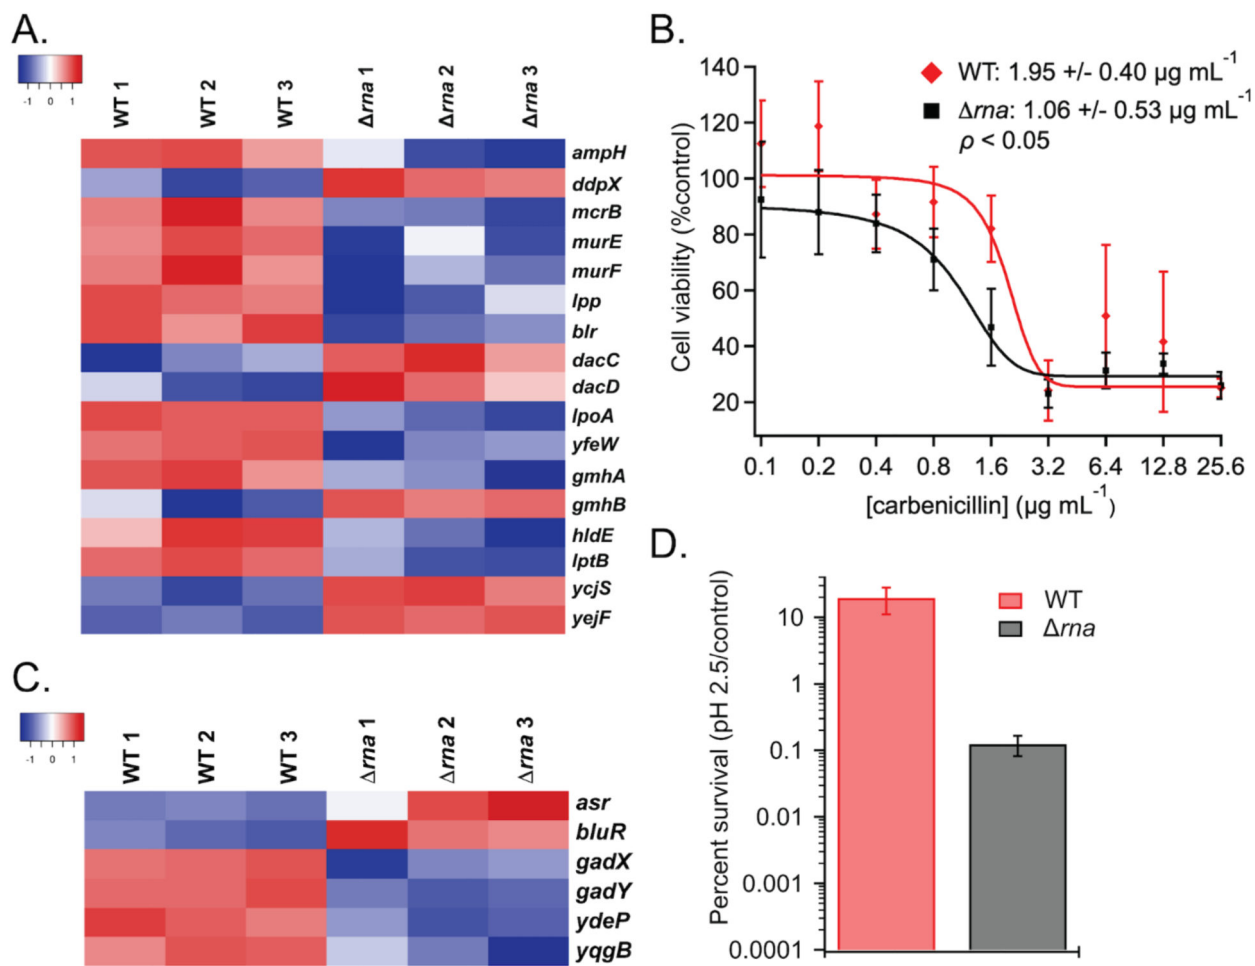 A.
-1 0 1
WT 1 WT 2 WT 3 Δrna 1 Δrna 2 Δrna 3
ampH
ddpX
mcrB
murE
murF
lpp
blr
dacC
dacD
lpoA
yfeW
gmhA
gmhB
hldE
lptB
ycjS
yejF
B.
WT: 1.95 +/- 0.40 µg mL⁻¹
Δrna: 1.06 +/- 0.53 µg mL⁻¹
ρ < 0.05
Cell viability (%control)
140
120
100
80
60
40
20
0.1 0.2 0.4 0.8 1.6 3.2 6.4 12.8 25.6
[carbenicillin] (µg mL⁻¹)
C.
-1 0 1
WT 1 WT 2 WT 3 Δrna 1 Δrna 2 Δrna 3
asr
bluR
gadX
gadY
ydeP
yqgB
D.
Percent survival (pH 2.5/control)
10
1
0.1
0.01
0.001
0.0001
WT
Δrna